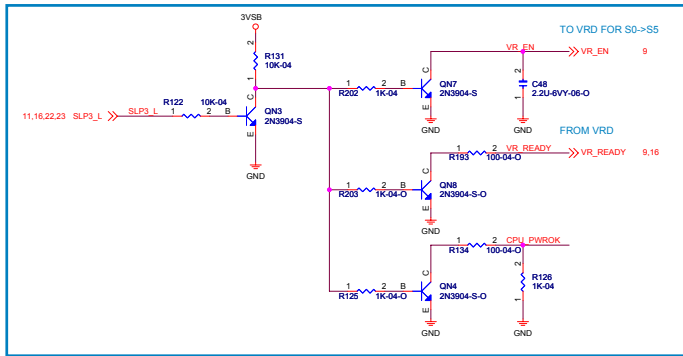 3VSB
TO VRD FOR S0->S5
2
R131
10K-04
1
VR_EN
VR_EN
9
C
1
2
B
QN7
2N3904-S
R202
1K-04
E
GND
2
C48
2.2U-6VY-06-O
1
GND
11,16,22,23
SLP3_L
SLP3_L
R122
10K-04
1
2
B
C
QN3
2N3904-S
E
GND
FROM VRD
1
2
VR_READY
R193
100-04-O
VR_READY
9,16
C
1
2
B
QN8
2N3904-S-O
R203
1K-04-O
E
GND
1
2
CPU_PWROK
R134
100-04-O
C
1
2
B
QN4
2N3904-S-O
R125
1K-04-O
E
GND
2
R126
1K-04
1
GND